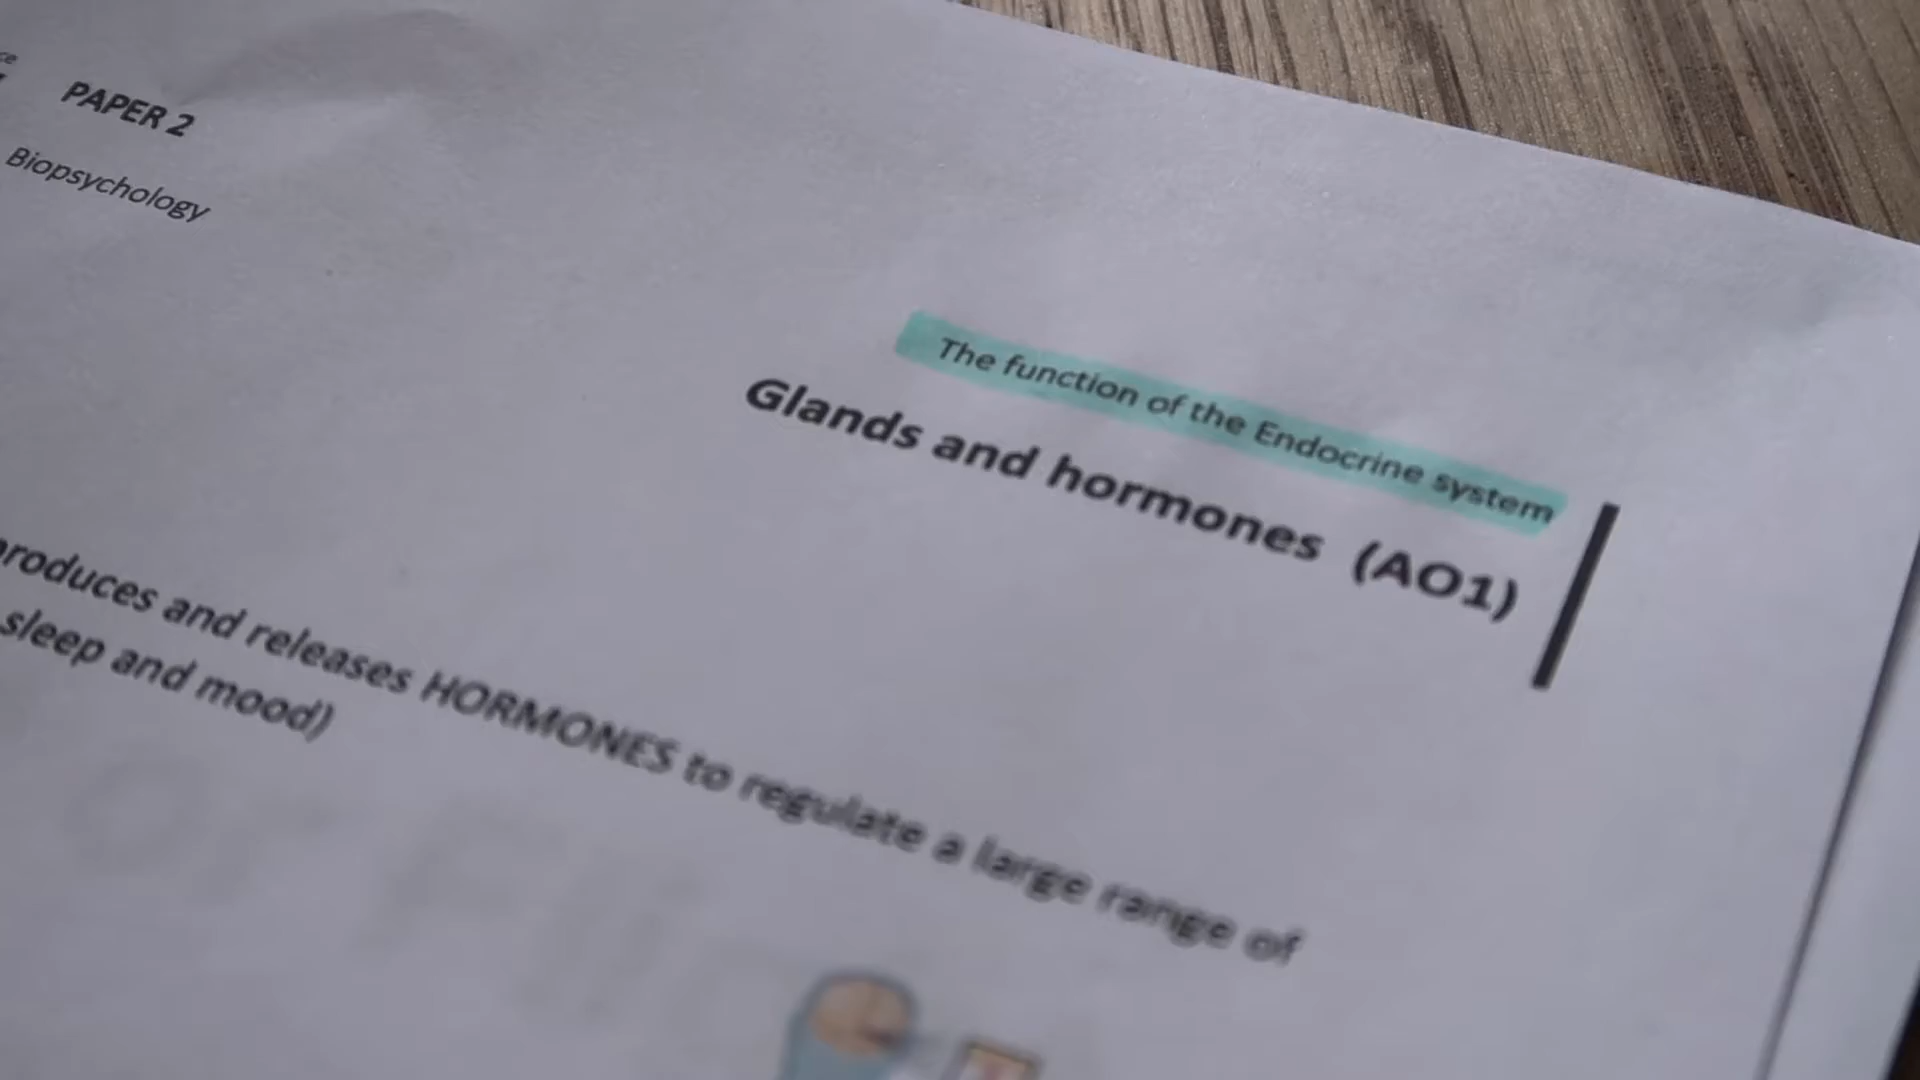 PAPER 2
Biopsychology
The function of the Endocrine system
Glands and hormones (AO1)
roduces and releases HORMONES to regulate a large range of
sleep and mood)